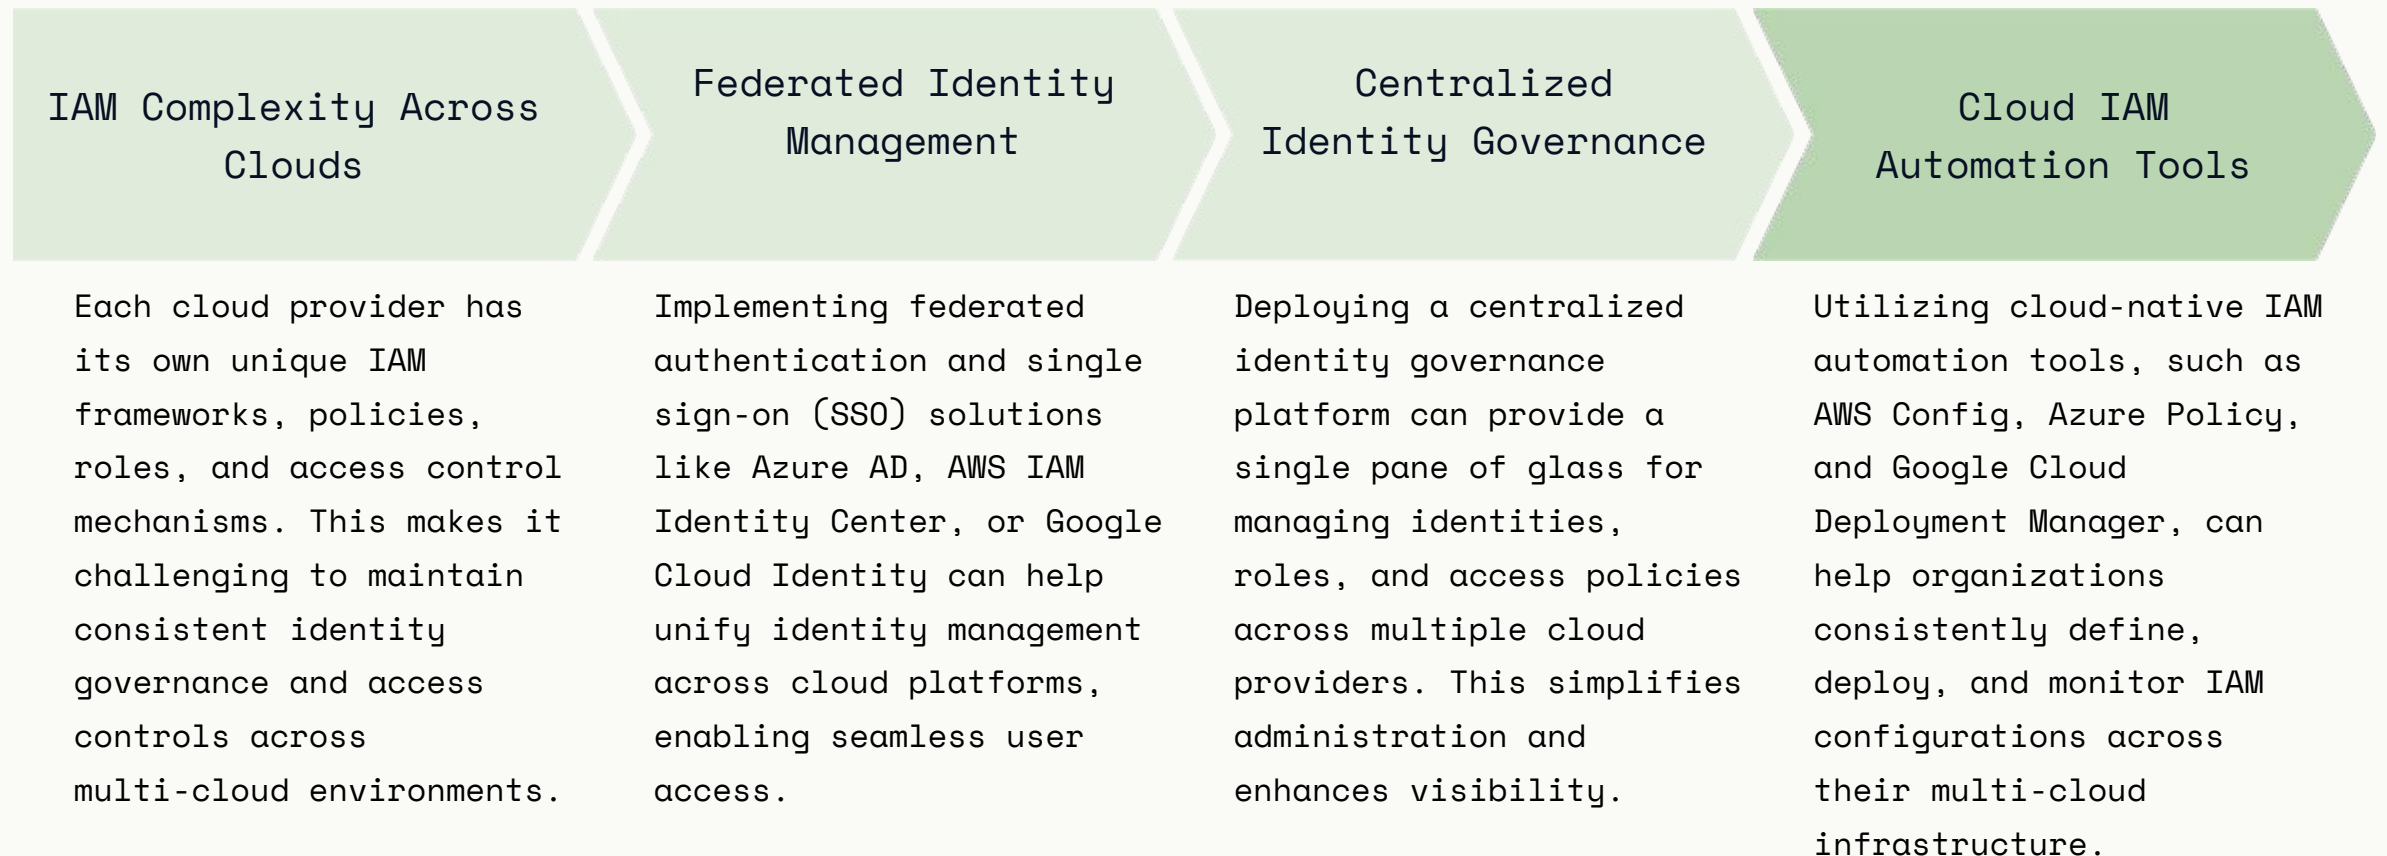 IAM Complexity Across
Clouds
Each cloud provider has
its own unique IAM
frameworks, policies,
roles, and access control
mechanisms. This makes it
challenging to maintain
consistent identity
governance and access
controls across
multi-cloud environments.
Federated Identity
Management
Implementing federated
authentication and single
sign-on (SSO) solutions
like Azure AD, AWS IAM
Identity Center, or Google
Cloud Identity can help
unify identity management
across cloud platforms,
enabling seamless user
access.
Centralized
Identity Governance
Deploying a centralized
identity governance
platform can provide a
single pane of glass for
managing identities,
roles, and access policies
across multiple cloud
providers. This simplifies
administration and
enhances visibility.
Cloud IAM
Automation Tools
Utilizing cloud-native IAM
automation tools, such as
AWS Config, Azure Policy,
and Google Cloud
Deployment Manager, can
help organizations
consistently define,
deploy, and monitor IAM
configurations across
their multi-cloud
infrastructure.